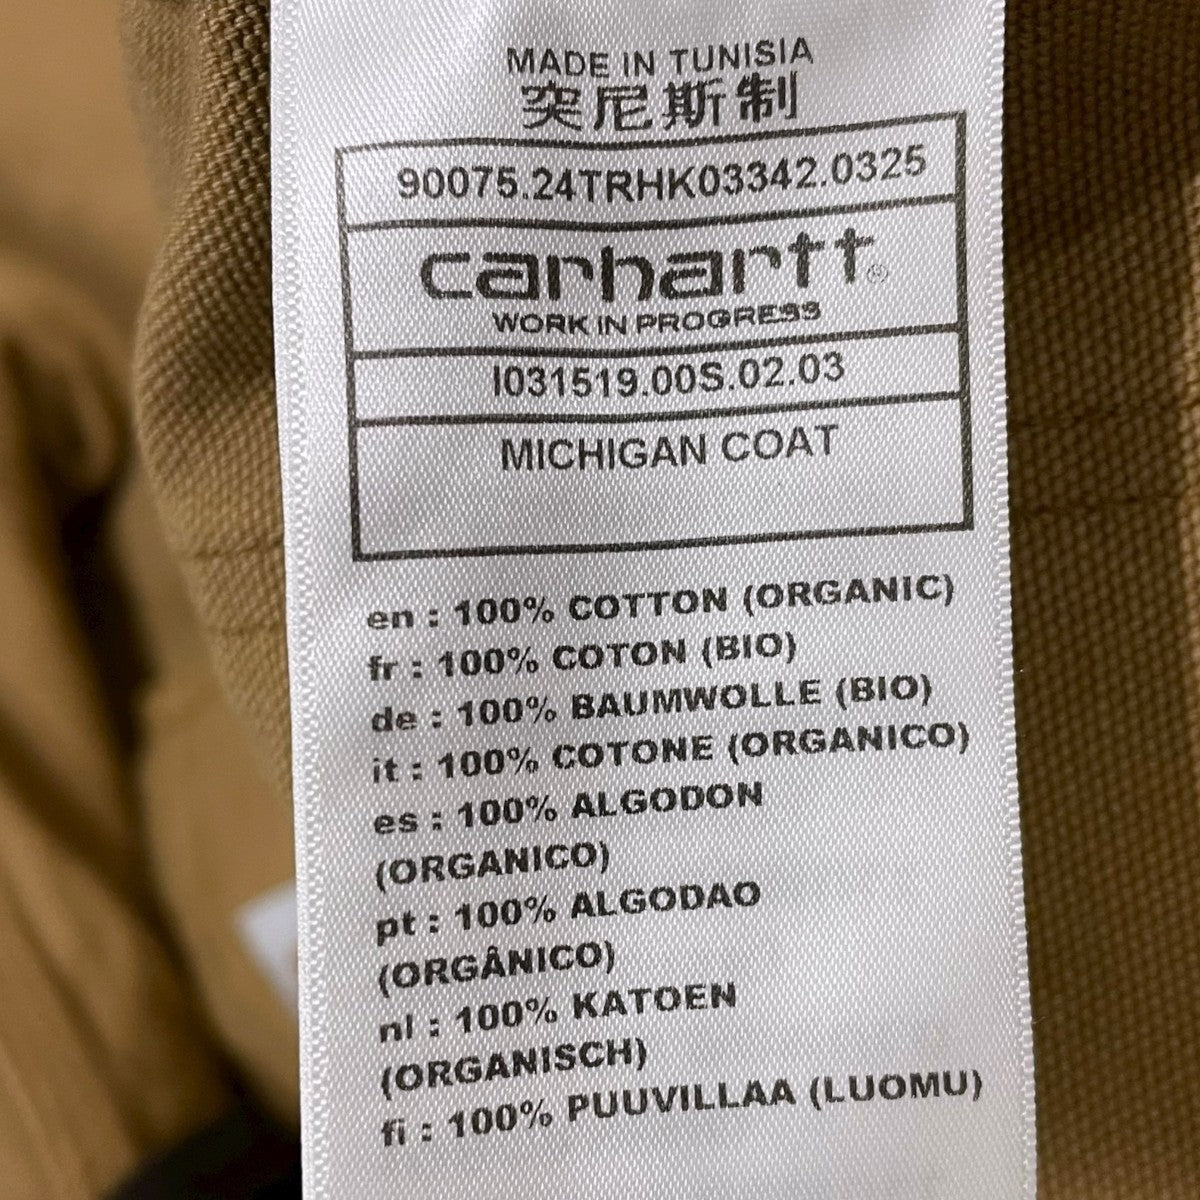 MADE IN TUNISIA
突尼斯制
90075.24TRHK03342.0325
carhartt®
WORK IN PROGRESS
I031519.00S.02.03
MICHIGAN COAT
en : 100% COTTON (ORGANIC)
fr : 100% COTON (BIO)
de : 100% BAUMWOLLE (BIO)
it : 100% COTONE (ORGANICO)
es : 100% ALGODON
(ORGANICO)
pt : 100% ALGODAO
(ORGÂNICO)
nl : 100% KATOEN
(ORGANISCH)
fi : 100% PUUVILLAA (LUOMU)